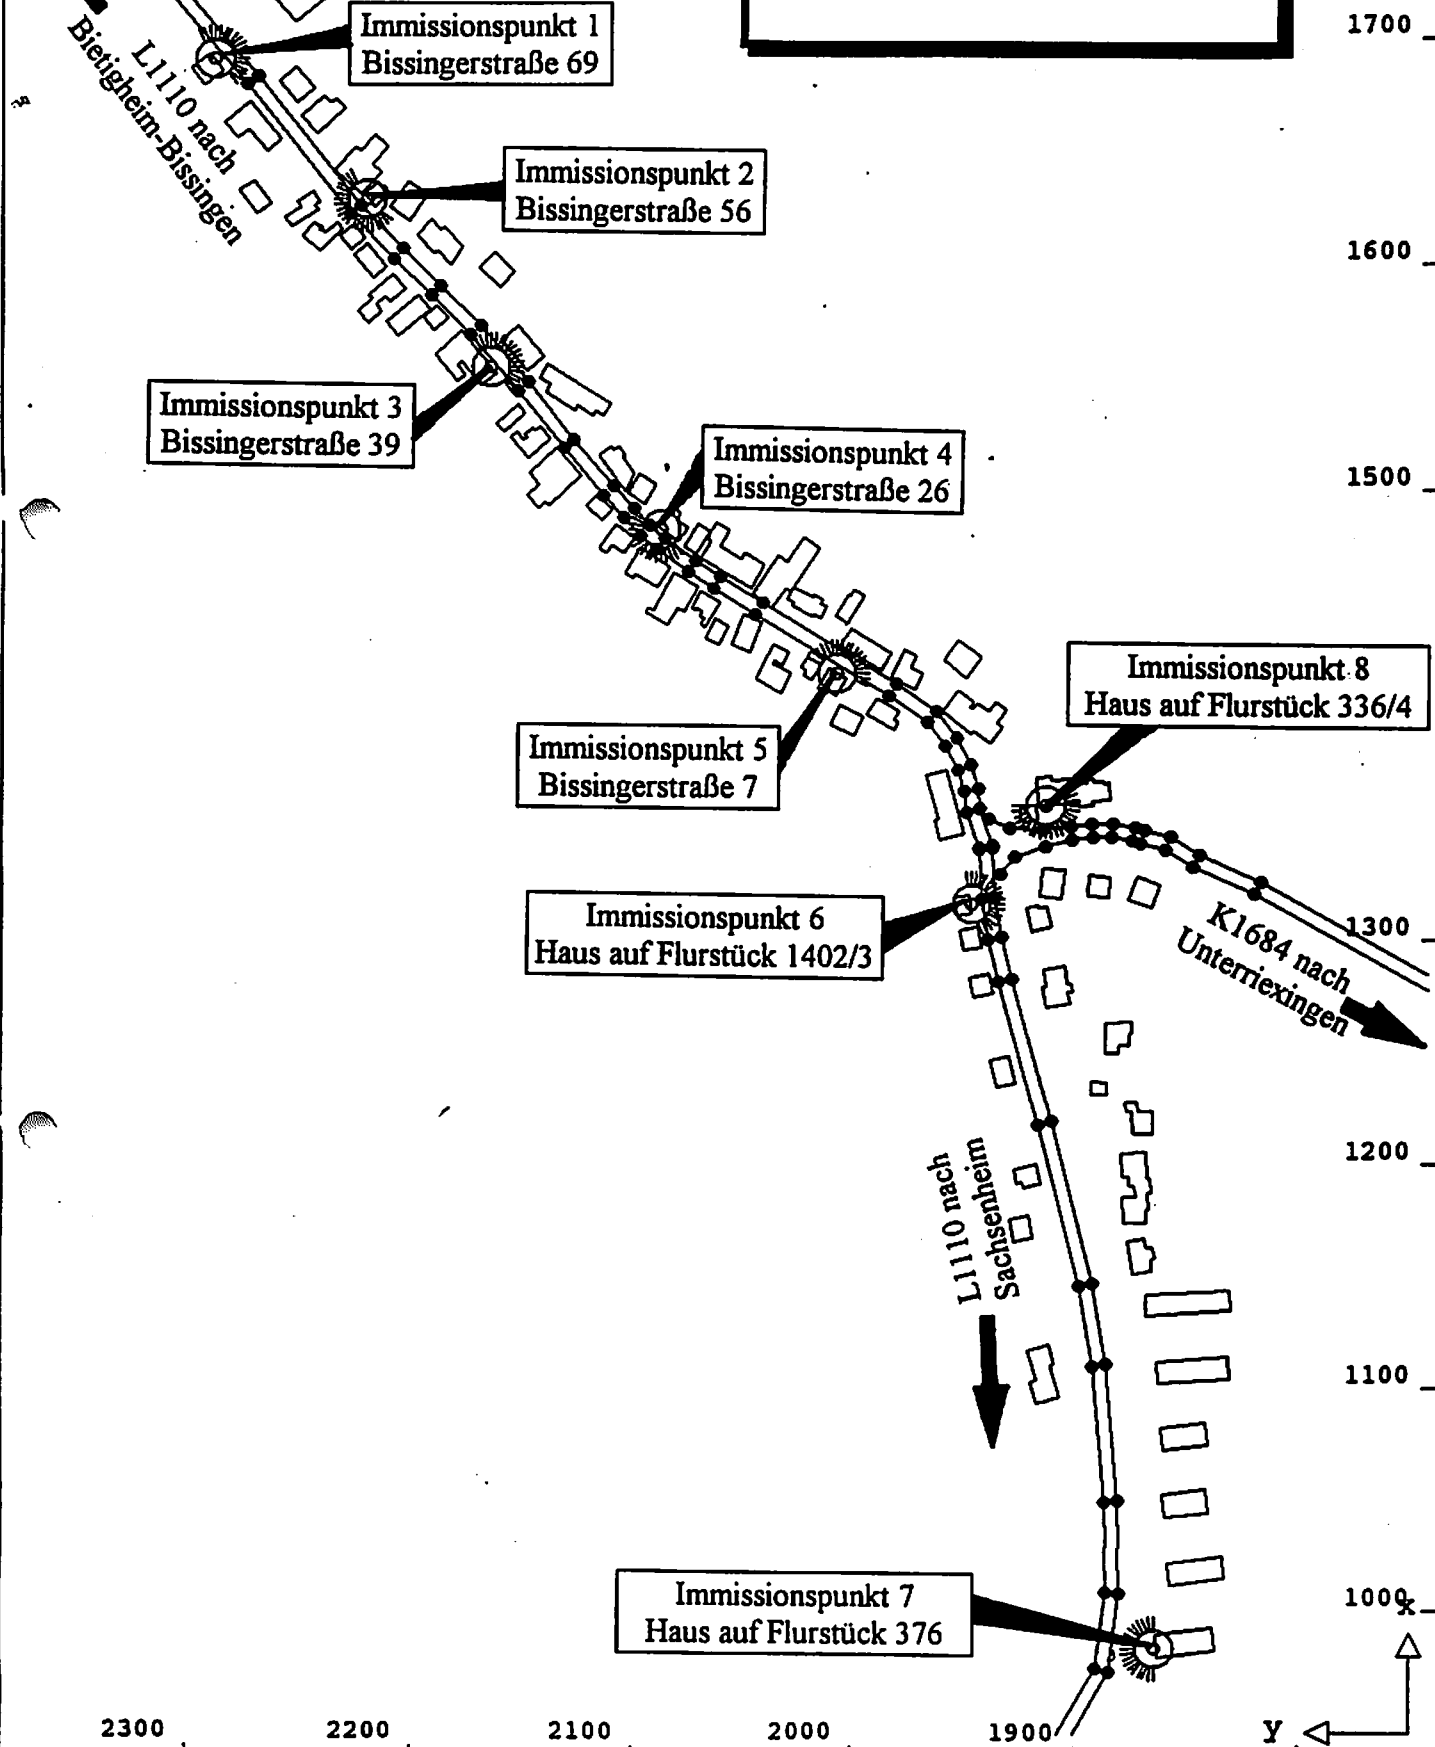 Immissionspunkt 1
Bissingerstraße 69
1700
L1110 nach
Bietigheim-Bissingen
Immissionspunkt 2
Bissingerstraße 56
1600
Immissionspunkt 3
Bissingerstraße 39
Immissionspunkt 4
Bissingerstraße 26
1500
Immissionspunkt 8
Haus auf Flurstück 336/4
Immissionspunkt 5
Bissingerstraße 7
Immissionspunkt 6
Haus auf Flurstück 1402/3
1300
K1684 nach
Unterriexingen
1200
L1110 nach
Sachsenheim
1100
Immissionspunkt 7
Haus auf Flurstück 376
1000
x
2300
2200
2100
2000
1900
y